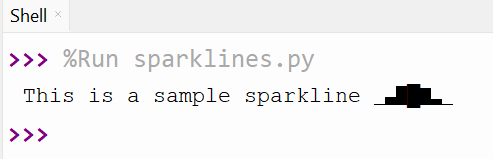 Shell ×
>>> %Run sparklines.py
This is a sample sparkline ▁▃▆█▆▂▁
>>>